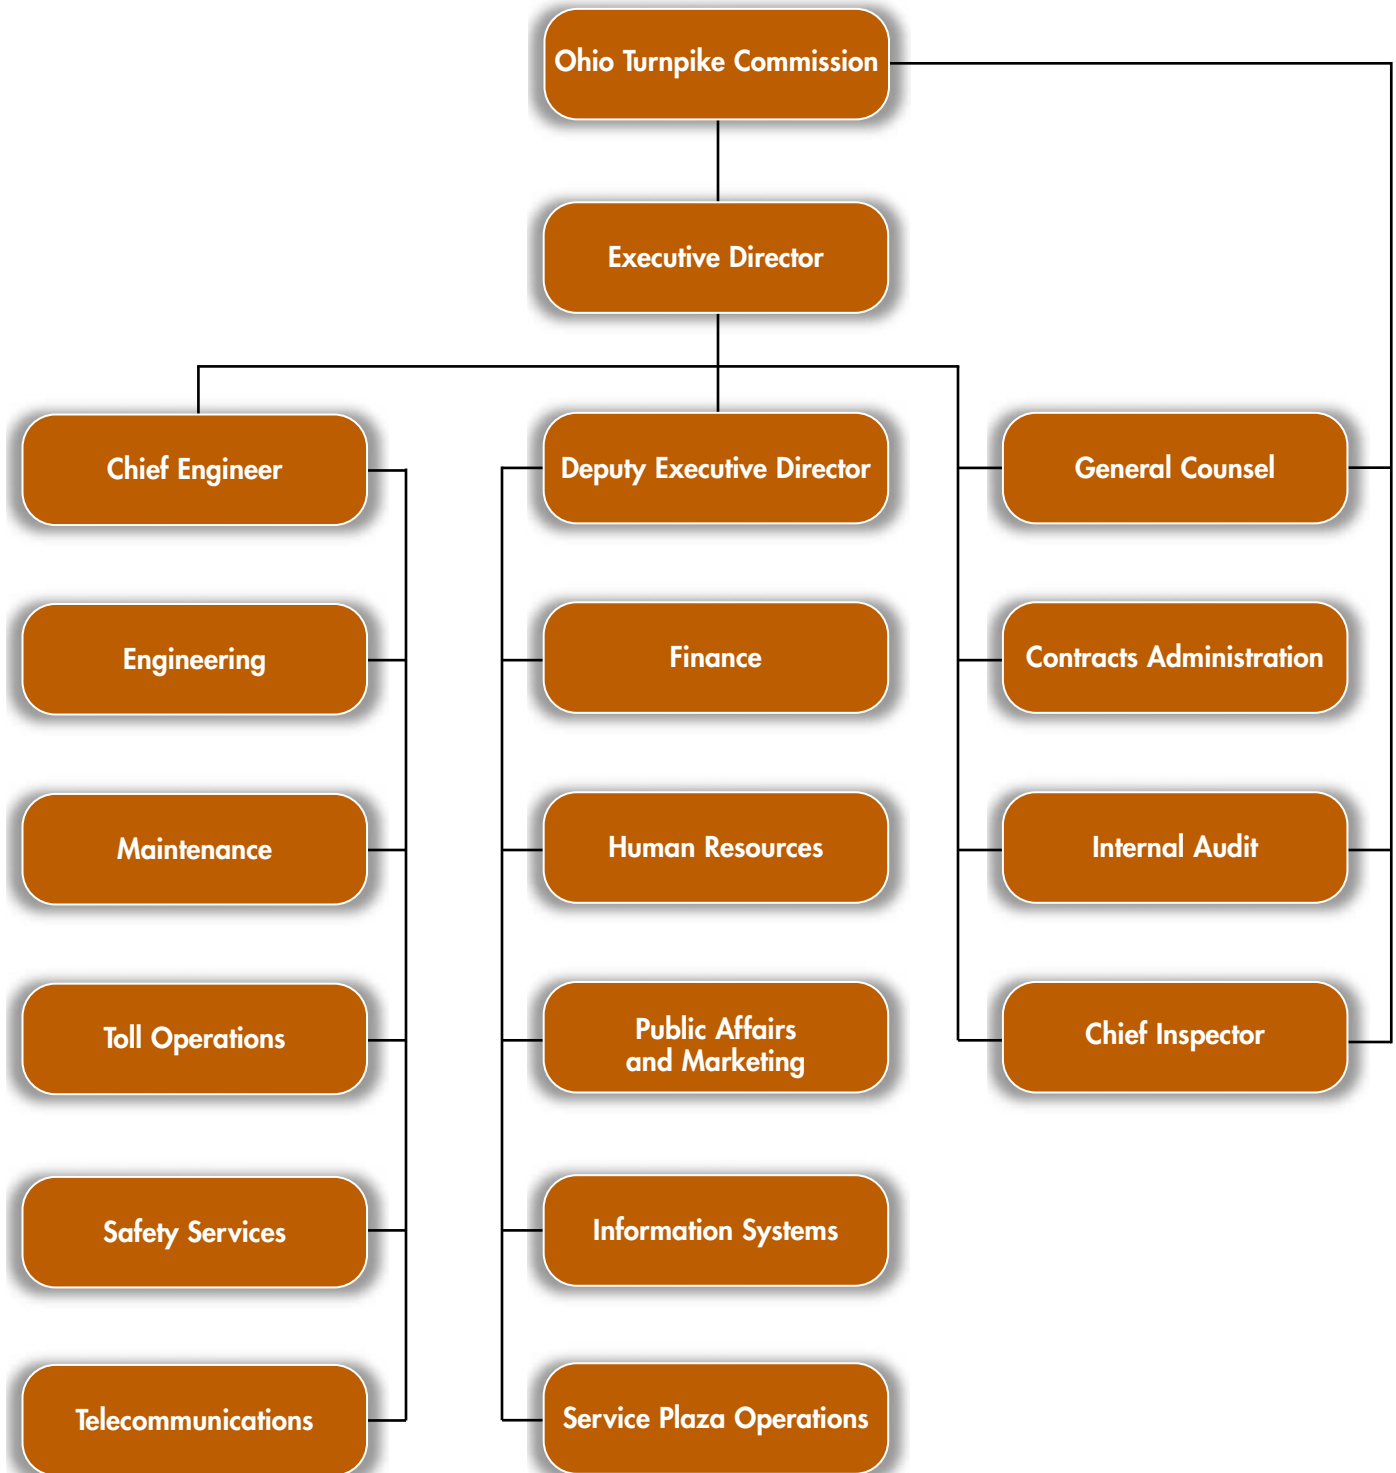 Ohio Turnpike Commission
Executive Director
Chief Engineer
Deputy Executive Director
General Counsel
Engineering
Finance
Contracts Administration
Maintenance
Human Resources
Internal Audit
Toll Operations
Public Affairs
and Marketing
Chief Inspector
Safety Services
Information Systems
Telecommunications
Service Plaza Operations